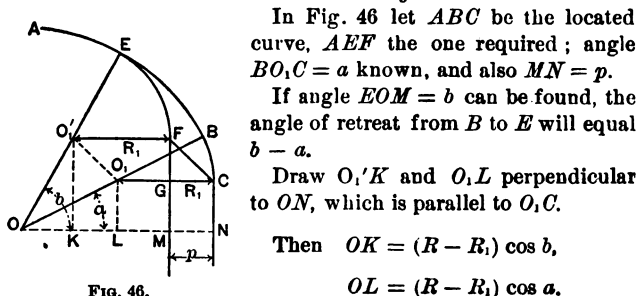 In Fig. 46 let ABC be the located
curve, AEF the one required ; angle
BO₁C = a known, and also MN = p.
If angle EOM = b can be found, the
angle of retreat from B to E will equal
b − a.
Draw O₁'K and O₁L perpendicular
to ON, which is parallel to O₁C.
Then OK = (R − R₁) cos b,
OL = (R − R₁) cos a,
A
E
O₁'
F
B
R₁
O₁
G
R₁
C
b
a
O
K
L
M
N
p
FIG. 46.